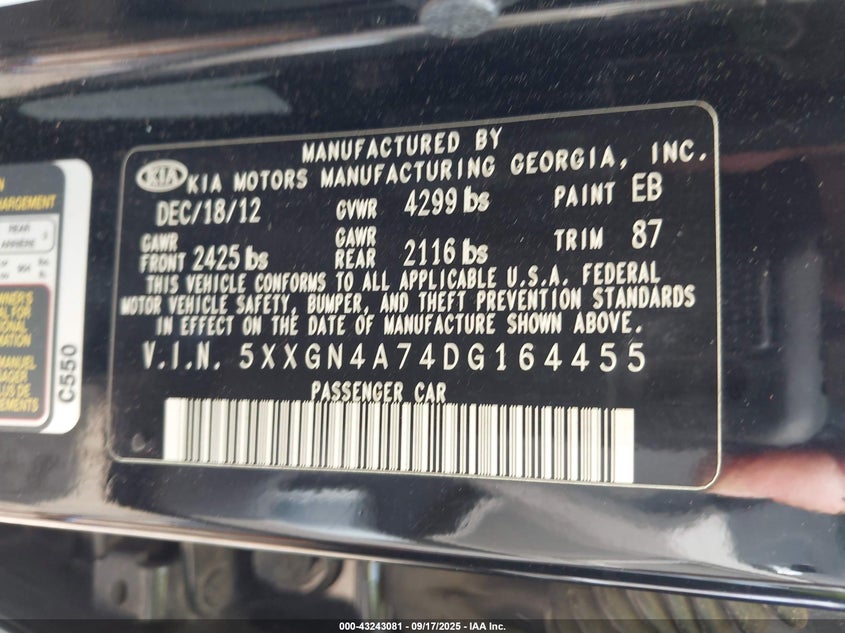 MANUFACTURED BY
KIA KIA MOTORS MANUFACTURING GEORGIA, INC.
DEC/18/12 GVWR 4299 lbs PAINT EB
GAWR FRONT 2425 lbs GAWR REAR 2116 lbs TRIM 87
THIS VEHICLE CONFORMS TO ALL APPLICABLE U.S.A. FEDERAL
MOTOR VEHICLE SAFETY, BUMPER, AND THEFT PREVENTION STANDARDS
IN EFFECT ON THE DATE OF MANUFACTURE SHOWN ABOVE.
V.I.N. 5XXGN4A74DG164455
PASSENGER CAR
REAR
ARRIÈRE
C550
000-43243081 - 09/17/2025 - IAA Inc.